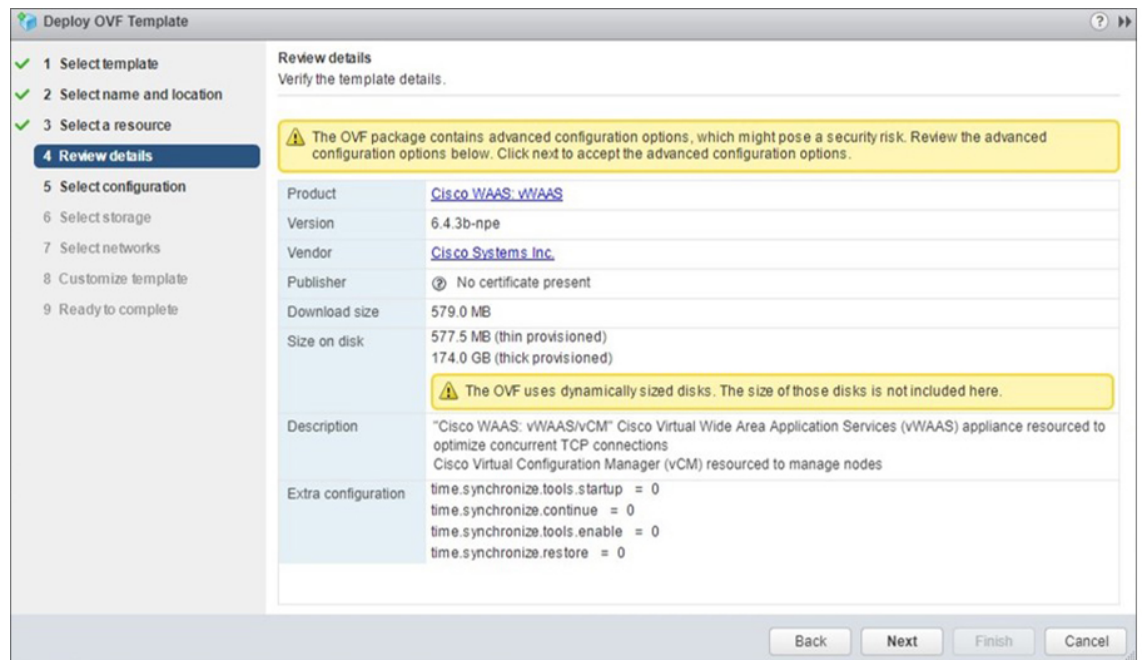 Deploy OVF Template
?
1 Select template
2 Select name and location
3 Select a resource
4 Review details
5 Select configuration
6 Select storage
7 Select networks
8 Customize template
9 Ready to complete
Review details
Verify the template details.
The OVF package contains advanced configuration options, which might pose a security risk. Review the advanced
configuration options below. Click next to accept the advanced configuration options.
Product Cisco WAAS: vWAAS
Version 6.4.3b-npe
Vendor Cisco Systems Inc.
Publisher ? No certificate present
Download size 579.0 MB
Size on disk 577.5 MB (thin provisioned)
174.0 GB (thick provisioned)
The OVF uses dynamically sized disks. The size of those disks is not included here.
Description "Cisco WAAS: vWAAS/vCM" Cisco Virtual Wide Area Application Services (vWAAS) appliance resourced to
optimize concurrent TCP connections
Cisco Virtual Configuration Manager (vCM) resourced to manage nodes
Extra configuration time.synchronize.tools.startup = 0
time.synchronize.continue = 0
time.synchronize.tools.enable = 0
time.synchronize.restore = 0
Back Next Finish Cancel